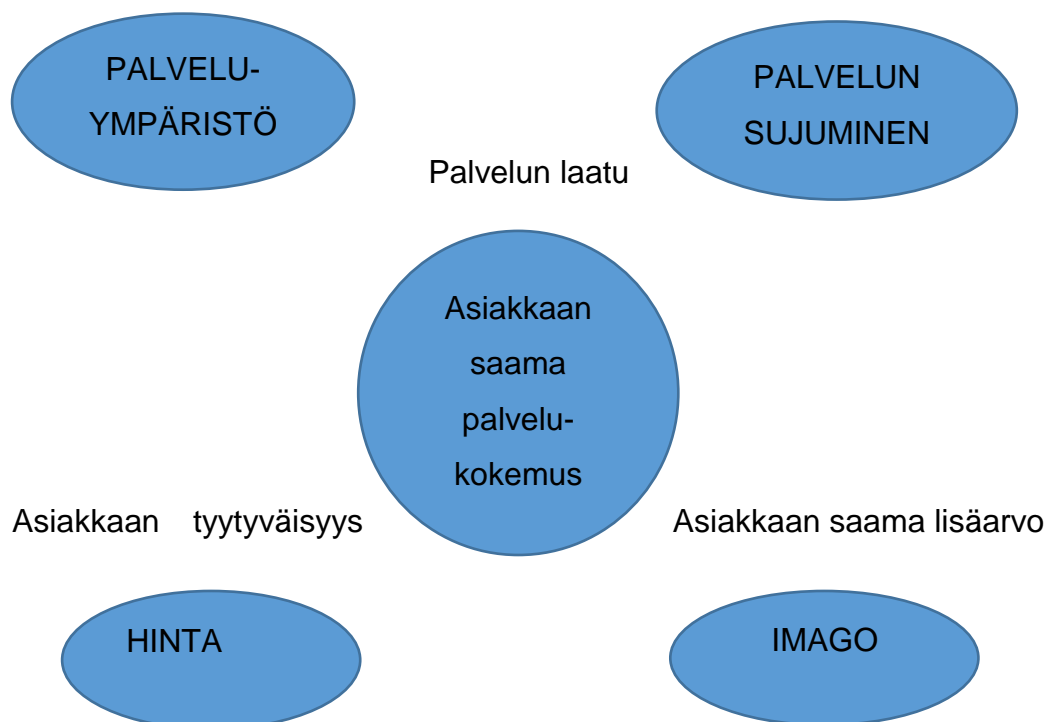 PALVELU-
YMPÄRISTÖ
PALVELUN
SUJUMINEN
Palvelun laatu
Asiakkaan
saama
palvelu-
kokemus
Asiakkaan tyytyväisyys
Asiakkaan saama lisäarvo
HINTA
IMAGO